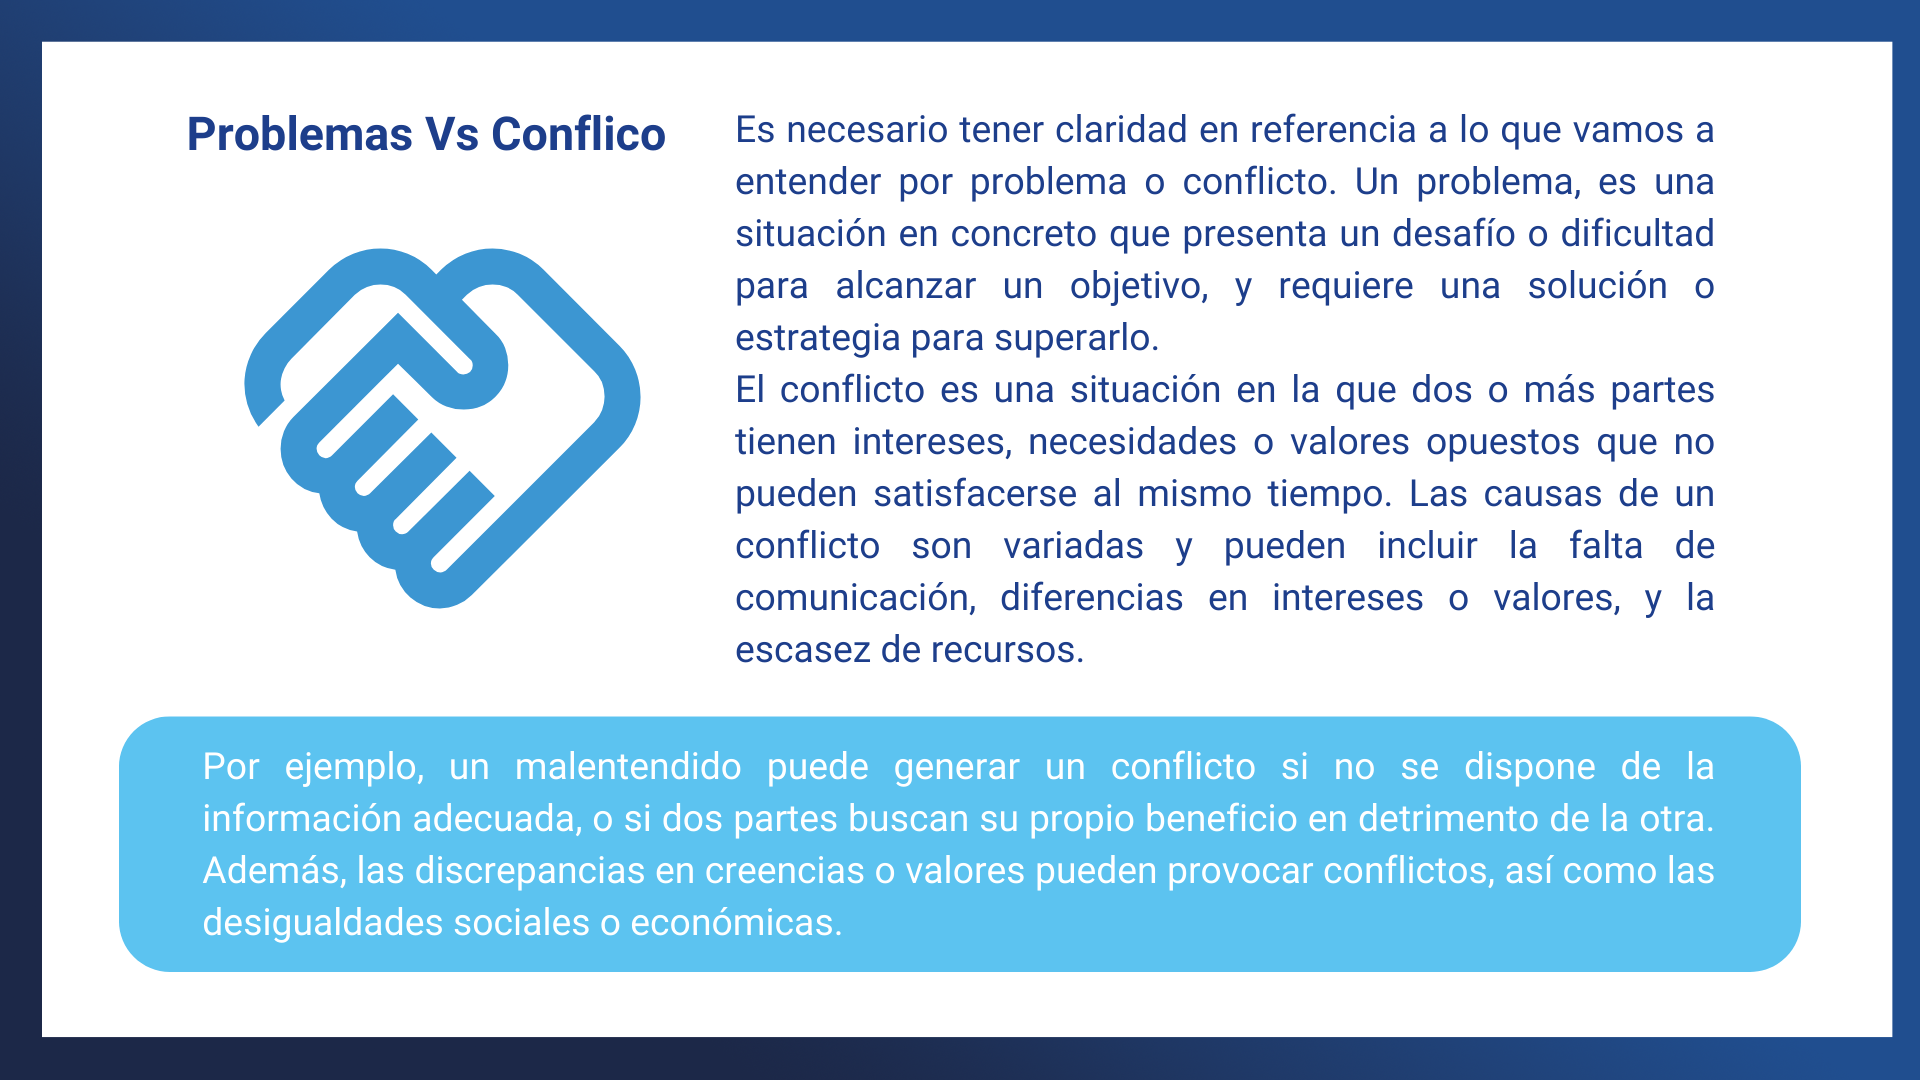 Problemas Vs Conflico
Es necesario tener claridad en referencia a lo que vamos a
entender por problema o conflicto. Un problema, es una
situación en concreto que presenta un desafío o dificultad
para alcanzar un objetivo, y requiere una solución o
estrategia para superarlo.
El conflicto es una situación en la que dos o más partes
tienen intereses, necesidades o valores opuestos que no
pueden satisfacerse al mismo tiempo. Las causas de un
conflicto son variadas y pueden incluir la falta de
comunicación, diferencias en intereses o valores, y la
escasez de recursos.
Por ejemplo, un malentendido puede generar un conflicto si no se dispone de la
información adecuada, o si dos partes buscan su propio beneficio en detrimento de la otra.
Además, las discrepancias en creencias o valores pueden provocar conflictos, así como las
desigualdades sociales o económicas.